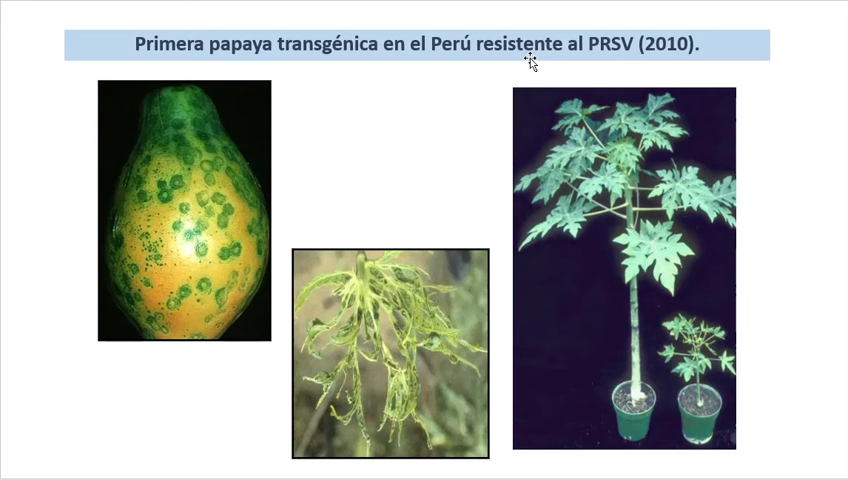 Primera papaya transgénica en el Perú resistente al PRSV (2010).